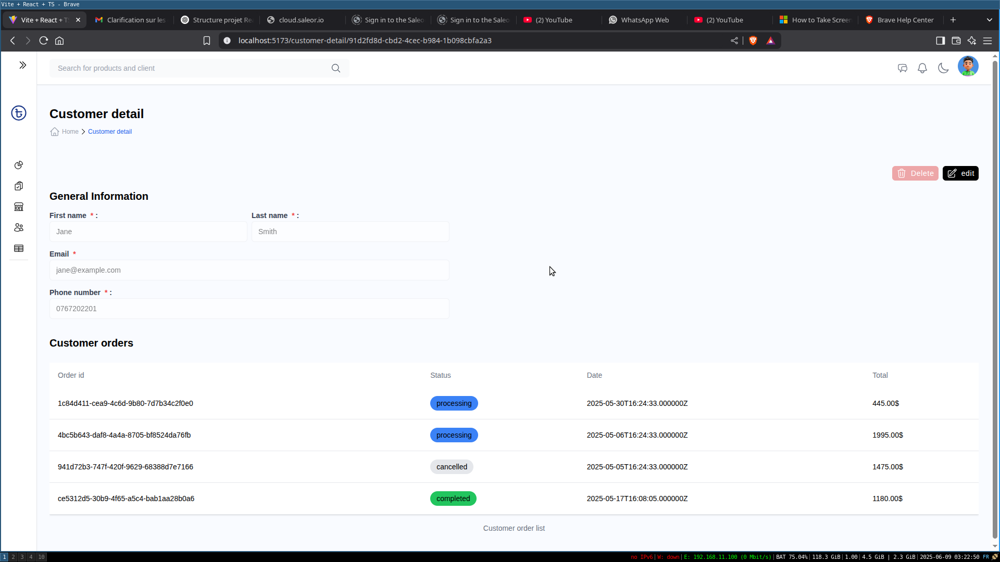 Vite + React + TS - Brave
Vite + React + T
Clarification sur les
Structure projet Re
cloud.saleor.io
Sign in to the Saleo
Sign in to the Saleo
(2) YouTube
WhatsApp Web
(2) YouTube
How to Take Screen
Brave Help Center
localhost:5173/customer-detail/91d2fd8d-cbd2-4cec-b984-1b098cbfa2a3
Search for products and client
Customer detail
Home Customer detail
Delete edit
General Information
First name * : Last name * :
Jane Smith
Email *
jane@example.com
Phone number * :
0767202201
Customer orders
Order id Status Date Total
1c84d411-cea9-4c6d-9b80-7d7b34c2f0e0 processing 2025-05-30T16:24:33.000000Z 445.00$
4bc5b643-daf8-4a4a-8705-bf8524da76fb processing 2025-05-06T16:24:33.000000Z 1995.00$
941d72b3-747f-420f-9629-68388d7e7166 cancelled 2025-05-05T16:24:33.000000Z 1475.00$
ce5312d5-30b9-4f65-a5c4-bab1aa28b0a6 completed 2025-05-17T16:08:05.000000Z 1180.00$
Customer order list
1 2 3 4 10 no IPv6|W: down|E: 192.168.11.100 (0 Mbit/s)|BAT 75.04%|118.3 GiB|1.00|4.5 GiB | 2.3 GiB|2025-06-09 03:22:50 FR